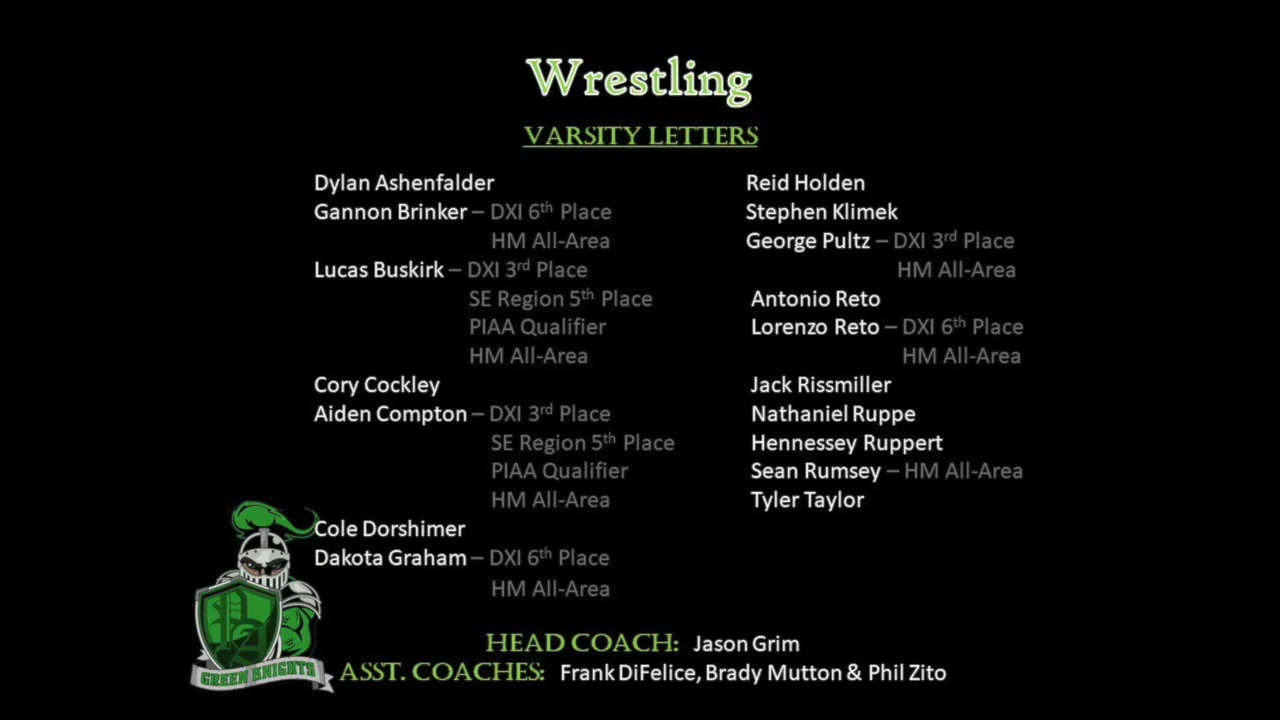 Wrestling
VARSITY LETTERS
Dylan Ashenfalder
Gannon Brinker – DXI 6th Place
HM All-Area
Lucas Buskirk – DXI 3rd Place
SE Region 5th Place
PIAA Qualifier
HM All-Area
Cory Cockley
Aiden Compton – DXI 3rd Place
SE Region 5th Place
PIAA Qualifier
HM All-Area
Cole Dorshimer
Dakota Graham – DXI 6th Place
HM All-Area
Reid Holden
Stephen Klimek
George Pultz – DXI 3rd Place
HM All-Area
Antonio Reto
Lorenzo Reto – DXI 6th Place
HM All-Area
Jack Rissmiller
Nathaniel Ruppe
Hennessey Ruppert
Sean Rumsey – HM All-Area
Tyler Taylor
HEAD COACH: Jason Grim
ASST. COACHES: Frank DiFelice, Brady Mutton & Phil Zito
PA
GREEN KNIGHTS